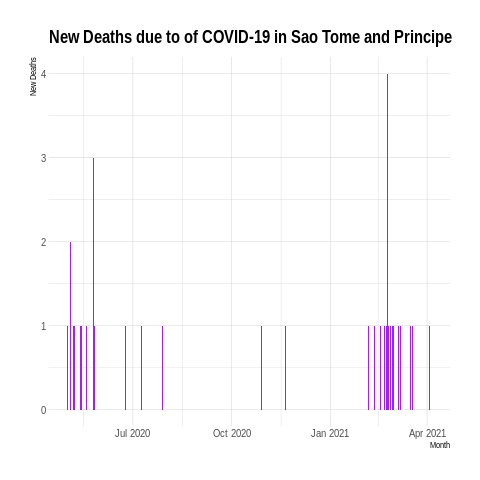 New Deaths due to of COVID-19 in Sao Tome and Principe
New Deaths
4
3
2
1
0
Jul 2020 Oct 2020 Jan 2021 Apr 2021
Month